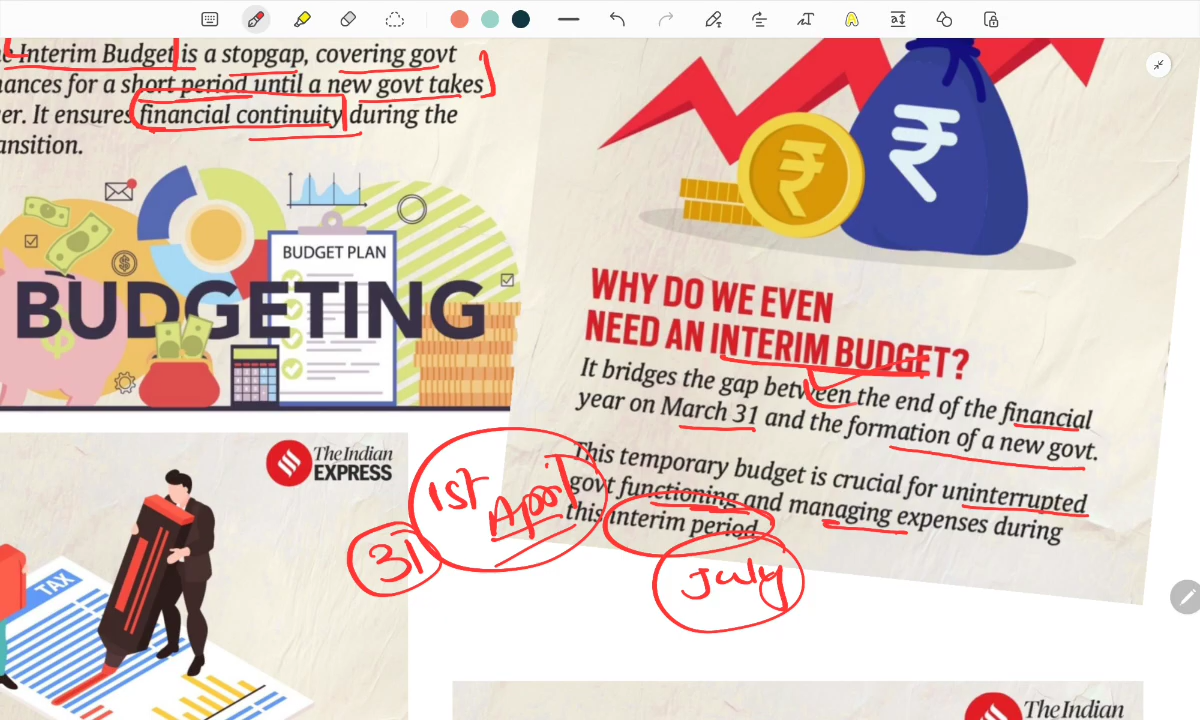 Interim Budget is a stopgap, covering govt
ances for a short period until a new govt takes
er. It ensures financial continuity during the
ansition.
BUDGET PLAN
BUDGETING
WHY DO WE EVEN
NEED AN INTERIM BUDGET?
It bridges the gap between the end of the financial
year on March 31 and the formation of a new govt.
This temporary budget is crucial for uninterrupted
govt functioning and managing expenses during
this interim period.
The Indian
EXPRESS
1st April
31
July
TAX
The Indian